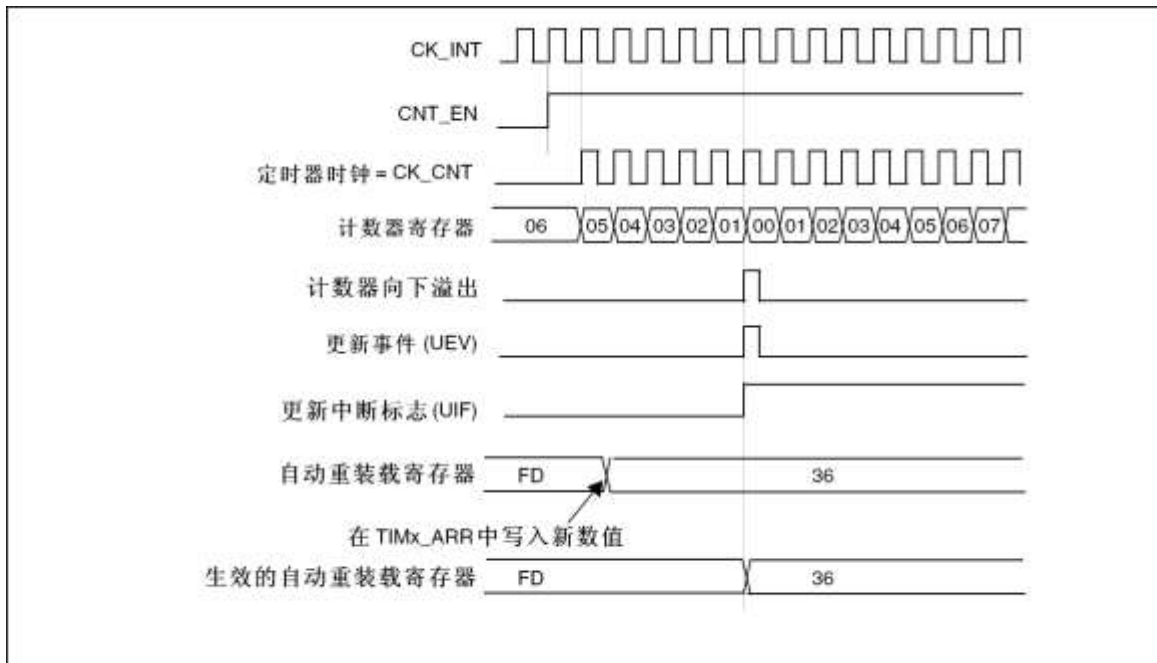 CK_INT
CNT_EN
定时器时钟 = CK_CNT
计数器寄存器 06 05 04 03 02 01 00 01 02 03 04 05 06 07
计数器向下溢出
更新事件 (UEV)
更新中断标志 (UIF)
自动重装载寄存器 FD 36
在 TIMx_ARR 中写入新数值
生效的自动重装载寄存器 FD 36